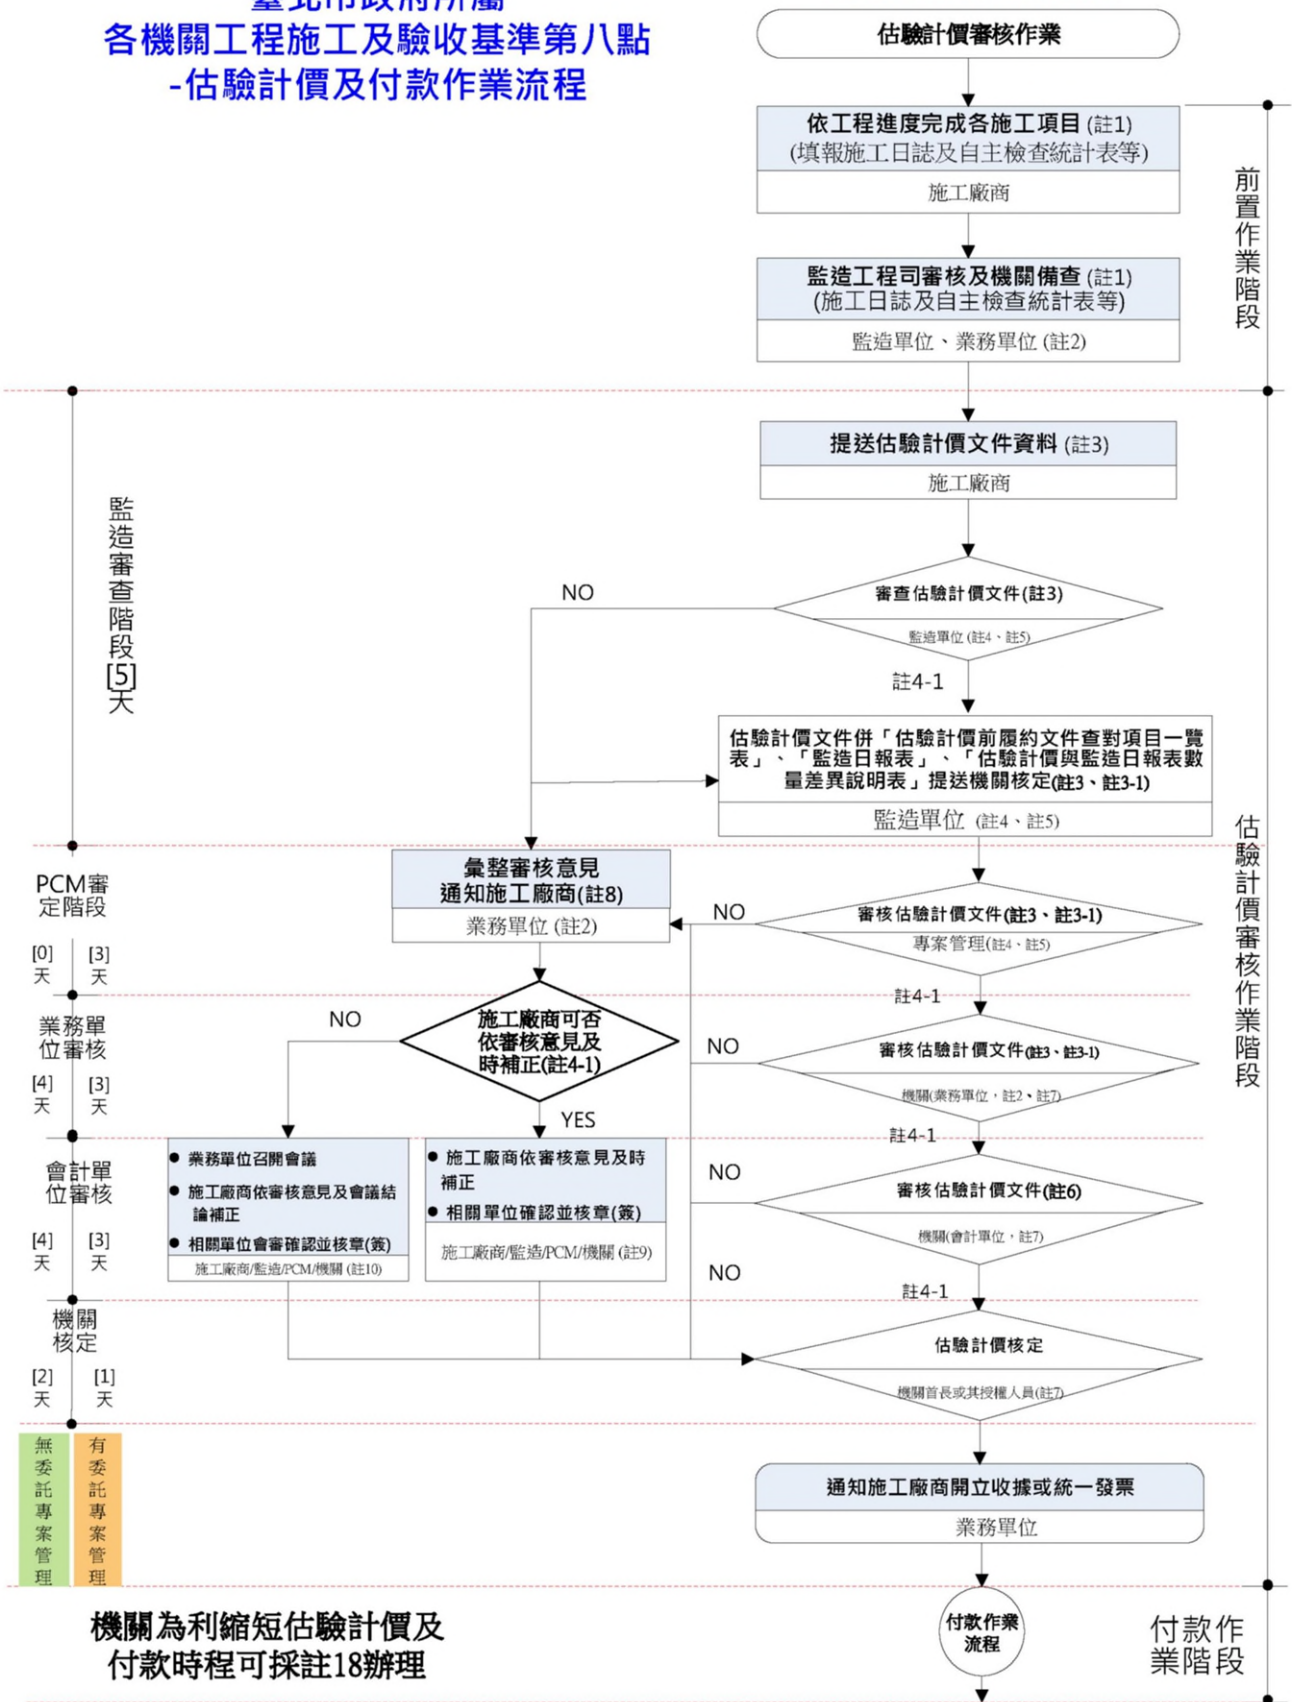 臺北市政府所屬
各機關工程施工及驗收基準第八點
-估驗計價及付款作業流程
估驗計價審核作業
依工程進度完成各施工項目(註1)
(填報施工日誌及自主檢查統計表等)
施工廠商
前置作業階段
監造工程司審核及機關備查(註1)
(施工日誌及自主檢查統計表等)
監造單位、業務單位(註2)
提送估驗計價文件資料(註3)
施工廠商
監造審查階段[5]天
NO
審查估驗計價文件(註3)
監造單位(註4、註5)
註4-1
估驗計價文件併「估驗計價前履約文件查對項目一覽
表」、「監造日報表」、「估驗計價與監造日報表數
量差異說明表」提送機關核定(註3、註3-1)
監造單位(註4、註5)
估驗計價審核作業階段
PCM審
定階段
[0]
天
[3]
天
彙整審核意見
通知施工廠商(註8)
業務單位(註2)
NO
審核估驗計價文件(註3、註3-1)
專案管理(註4、註5)
註4-1
業務單
位審核
[4]
天
[3]
天
NO
施工廠商可否
依審核意見及
時補正(註4-1)
YES
NO
審核估驗計價文件(註3、註3-1)
機關(業務單位，註2、註7)
註4-1
會計單
位審核
[4]
天
[3]
天
● 業務單位召開會議
● 施工廠商依審核意見及會議結
論補正
● 相關單位會審確認並核章(簽)
施工廠商/監造/PCM/機關(註10)
● 施工廠商依審核意見及時
補正
● 相關單位確認並核章(簽)
施工廠商/監造/PCM/機關(註9)
NO
審核估驗計價文件(註6)
機關(會計單位，註7)
NO
註4-1
機關
核定
[2]
天
[1]
天
估驗計價核定
機關首長或其授權人員(註7)
無委託專案管理
有委託專案管理
通知施工廠商開立收據或統一發票
業務單位
機關為利縮短估驗計價及
付款時程可採註18辦理
付款作業
流程
付款作
業階段